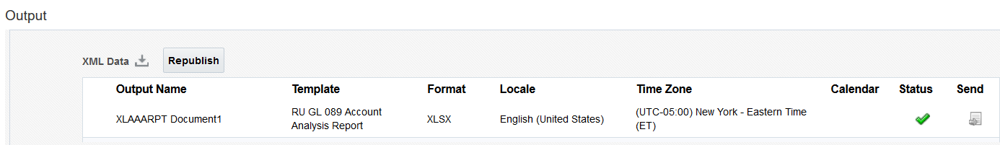 Output
XML Data Republish
Output Name Template Format Locale Time Zone Calendar Status Send
XLAAARPT Document1 RU GL 089 Account Analysis Report XLSX English (United States) (UTC-05:00) New York - Eastern Time (ET)